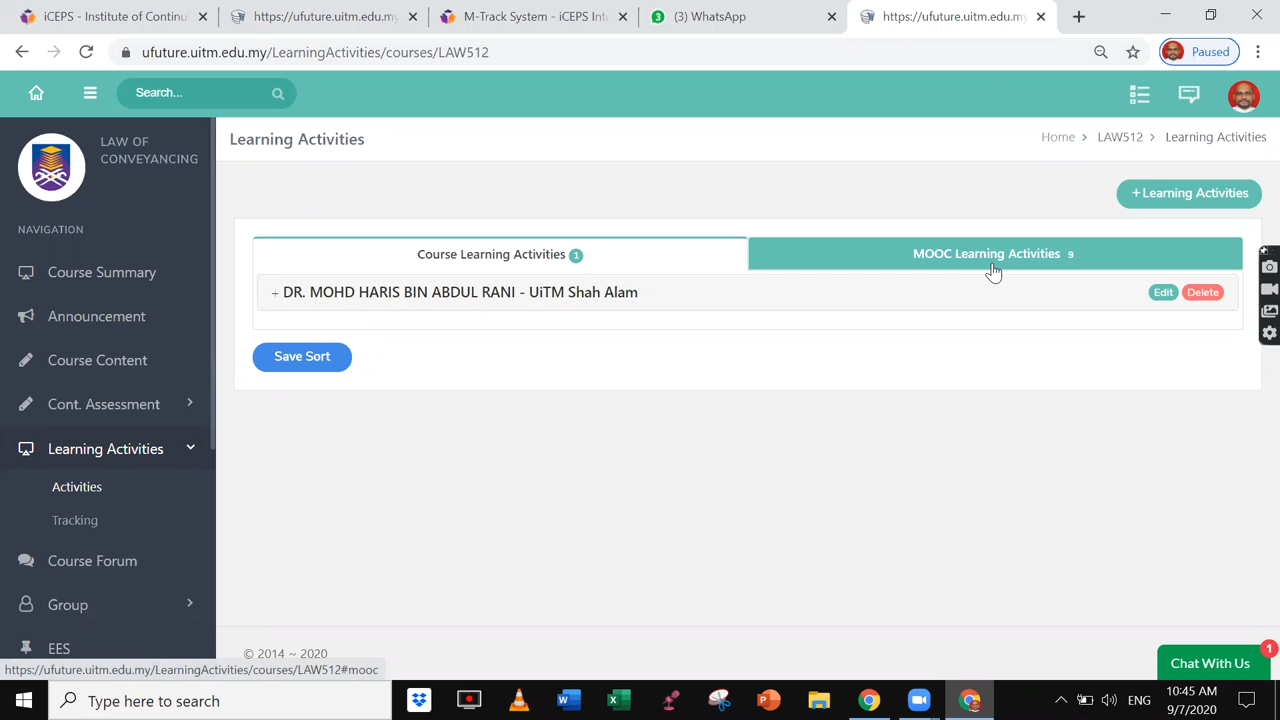 iCEPS - Institute of Continui
https://ufuture.uitm.edu.my/
M-Track System - iCEPS Inte
3
(3) WhatsApp
https://ufuture.uitm.edu.my/
ufuture.uitm.edu.my/LearningActivities/courses/LAW512
Paused
Search...
LAW OF
CONVEYANCING
Learning Activities
Home > LAW512 > Learning Activities
+Learning Activities
NAVIGATION
Course Learning Activities 1
MOOC Learning Activities 9
+ DR. MOHD HARIS BIN ABDUL RANI - UiTM Shah Alam
Edit
Delete
Save Sort
Course Summary
Announcement
Course Content
Cont. Assessment
Learning Activities
Activities
Tracking
Course Forum
Group
EES
© 2014 ~ 2020
https://ufuture.uitm.edu.my/LearningActivities/courses/LAW512#mooc
Chat With Us
1
Type here to search
ENG
10:45 AM
9/7/2020